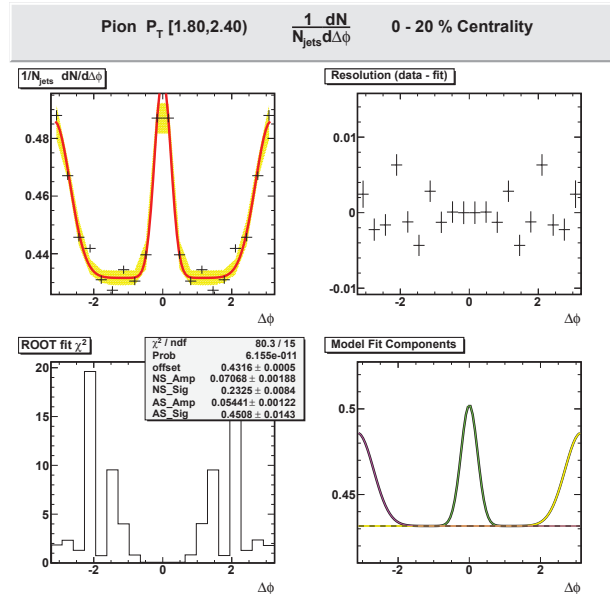 Pion P_T [1.80,2.40) 1 dN / N_jets dΔϕ 0 - 20 % Centrality
1/N_jets dN/dΔϕ
0.48
0.46
0.44
-2 0 2
Δϕ
Resolution (data - fit)
0.01
0
-0.01
-2 0 2
Δϕ
ROOT fit χ²
χ² / ndf 80.3 / 15
Prob 6.155e-011
offset 0.4316 ± 0.0005
NS_Amp 0.07068 ± 0.00188
NS_Sig 0.2325 ± 0.0084
AS_Amp 0.05441 ± 0.00122
AS_Sig 0.4508 ± 0.0143
20
15
10
5
0
-2 0 2
Δϕ
Model Fit Components
0.5
0.45
-2 0 2
Δϕ